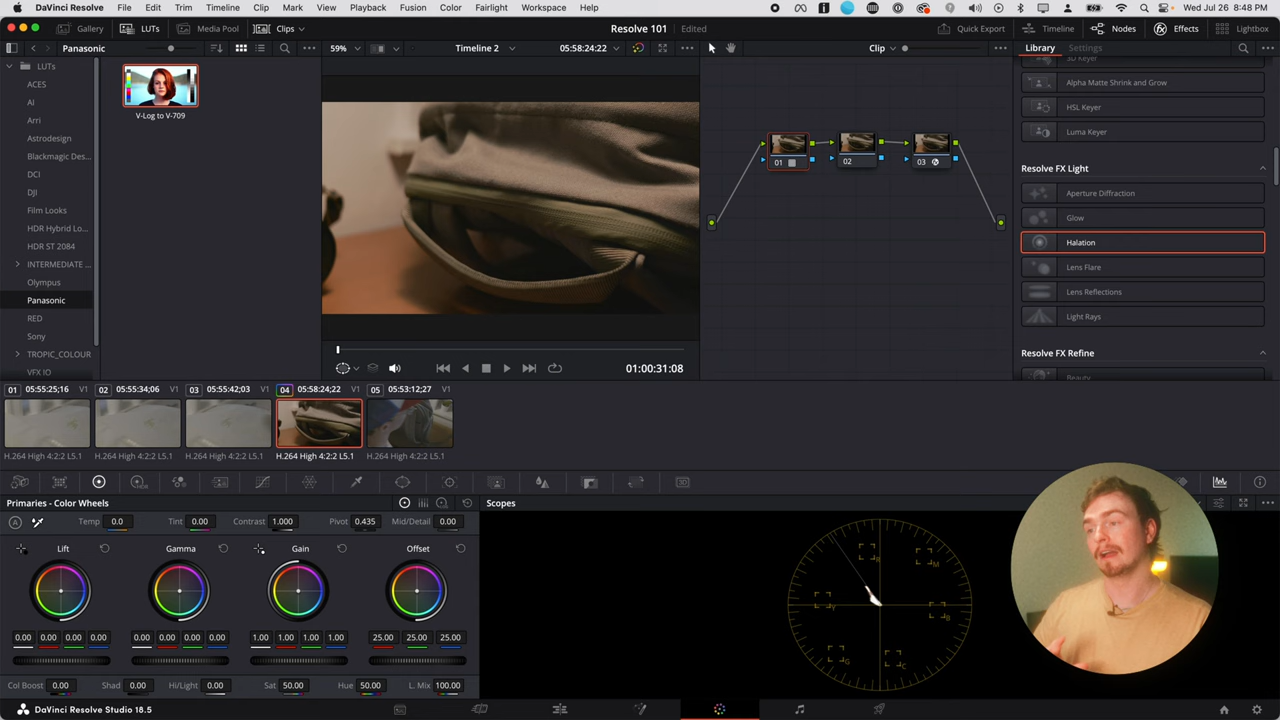 DaVinci Resolve File Edit Trim Timeline Clip Mark View Playback Fusion Color Fairlight Workspace Help Wed Jul 26 8:48 PM
Gallery LUTs Media Pool Clips Resolve 101 Edited Quick Export Timeline Nodes Effects Lightbox
Panasonic 59% Timeline 2 05:58:24:22 Clip Library Settings
LUTs
ACES
AI
Arri
Astrodesign
Blackmagic Des...
DCI
DJI
Film Looks
HDR Hybrid Lo...
HDR ST 2084
INTERMEDIATE ...
Olympus
Panasonic
RED
Sony
TROPIC_COLOUR
VFX IO
V-Log to V-709
01 02 03
3D Keyer
Alpha Matte Shrink and Grow
HSL Keyer
Luma Keyer
Resolve FX Light
Aperture Diffraction
Glow
Halation
Lens Flare
Lens Reflections
Light Rays
Resolve FX Refine
Beauty
01:00:31:08
01 05:55:25;16 V1 02 05:55:34;06 V1 03 05:55:42;03 V1 04 05:58:24;22 V1 05 05:53:12;27 V1
H.264 High 4:2:2 L5.1 H.264 High 4:2:2 L5.1 H.264 High 4:2:2 L5.1 H.264 High 4:2:2 L5.1 H.264 High 4:2:2 L5.1
Primaries - Color Wheels Scopes
Temp 0.0 Tint 0.00 Contrast 1.000 Pivot 0.435 Mid/Detail 0.00
Lift Gamma Gain Offset
0.00 0.00 0.00 0.00 0.00 0.00 0.00 0.00 1.00 1.00 1.00 1.00 25.00 25.00 25.00
Col Boost 0.00 Shad 0.00 Hi/Light 0.00 Sat 50.00 Hue 50.00 L. Mix 100.00
R M B C G Y
DaVinci Resolve Studio 18.5